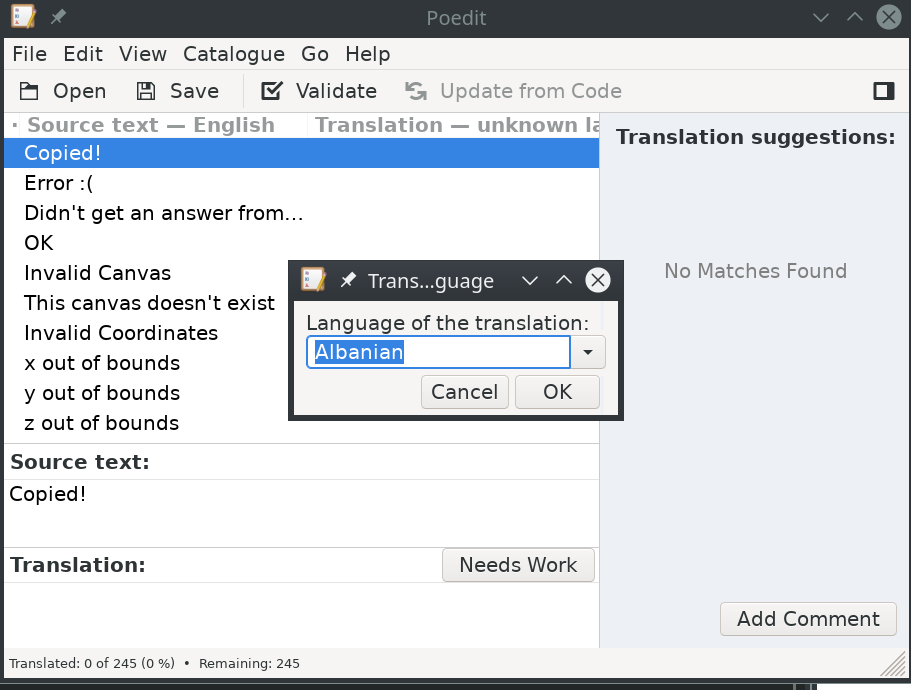 Poedit
File Edit View Catalogue Go Help
Open Save Validate Update from Code
· Source text — English Translation — unknown la
Copied!
Error :(
Didn't get an answer from…
OK
Invalid Canvas
This canvas doesn't exist
Invalid Coordinates
x out of bounds
y out of bounds
z out of bounds
Translation suggestions:
No Matches Found
Trans...guage
Language of the translation:
Albanian
Cancel OK
Source text:
Copied!
Translation:
Needs Work
Add Comment
Translated: 0 of 245 (0 %) • Remaining: 245